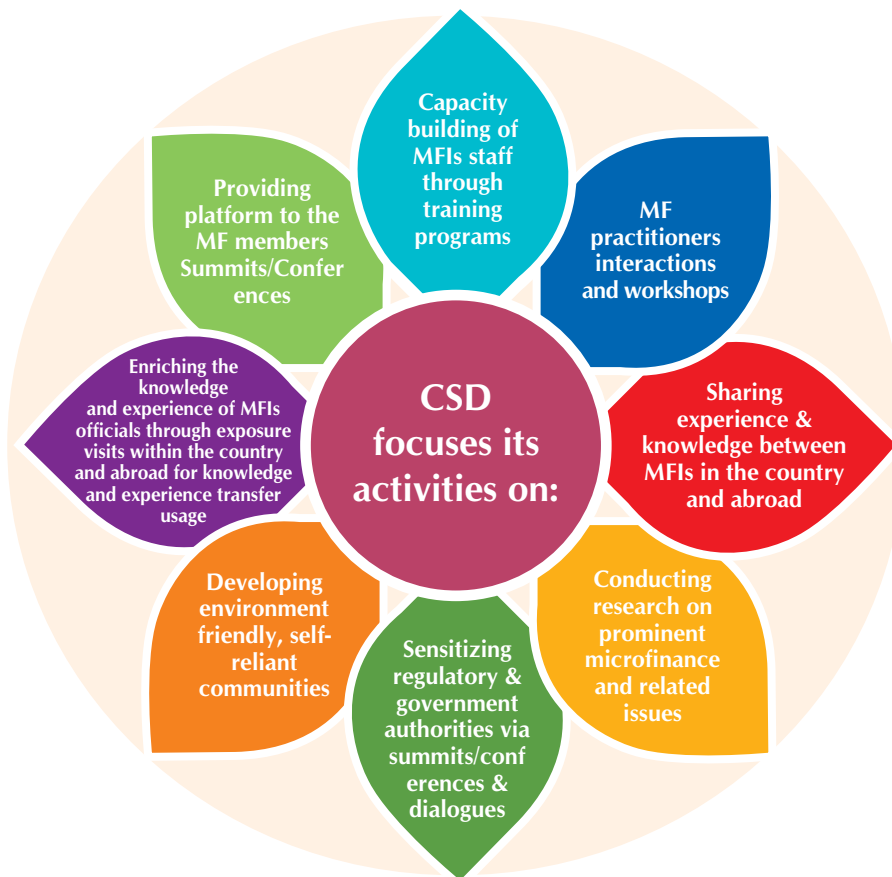 CSD
focuses its
activities on:
Capacity
building of
MFIs staff
through
training
programs
MF
practitioners
interactions
and workshops
Sharing
experience &
knowledge between
MFIs in the country
and abroad
Conducting
research on
prominent
microfinance
and related
issues
Sensitizing
regulatory &
government
authorities via
summits/conf
erences &
dialogues
Developing
environment
friendly, self-
reliant
communities
Enriching the
knowledge
and experience of MFIs
officials through exposure
visits within the country
and abroad for knowledge
and experience transfer
usage
Providing
platform to the
MF members
Summits/Confer
ences